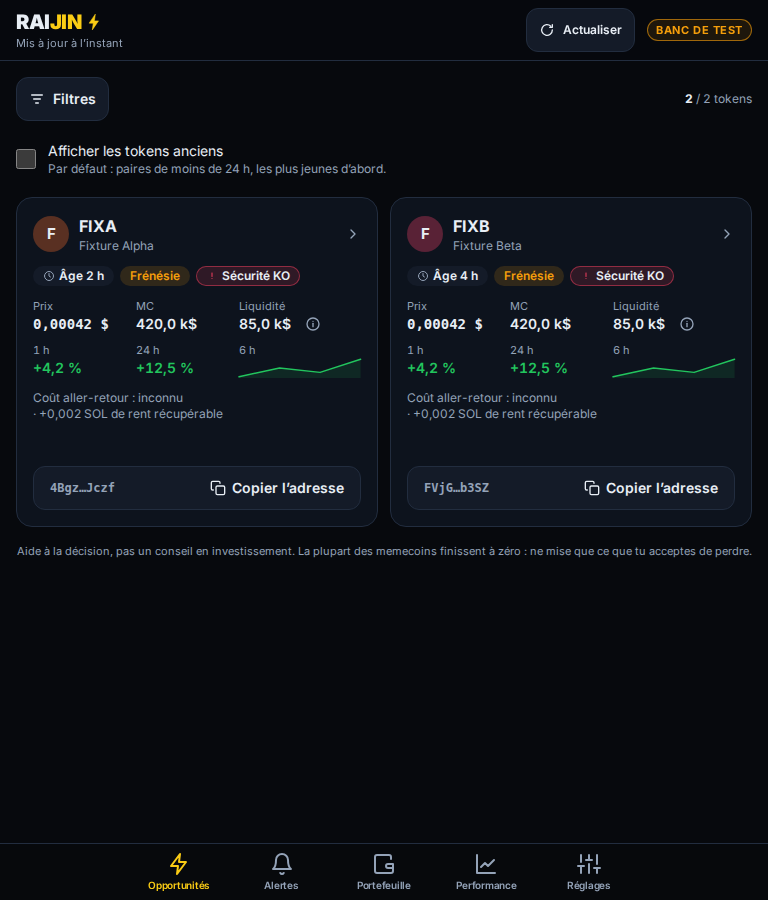 RAIJIN
Mis à jour à l'instant
Actualiser
BANC DE TEST
Filtres
2 / 2 tokens
Afficher les tokens anciens
Par défaut : paires de moins de 24 h, les plus jeunes d’abord.
F
FIXA
Fixture Alpha
Âge 2 h
Frénésie
! Sécurité KO
Prix
MC
Liquidité
0,00042 $
420,0 k$
85,0 k$
1 h
24 h
6 h
+4,2 %
+12,5 %
Coût aller-retour : inconnu
· +0,002 SOL de rent récupérable
4Bgz…Jczf
Copier l’adresse
F
FIXB
Fixture Beta
Âge 4 h
Frénésie
! Sécurité KO
Prix
MC
Liquidité
0,00042 $
420,0 k$
85,0 k$
1 h
24 h
6 h
+4,2 %
+12,5 %
Coût aller-retour : inconnu
· +0,002 SOL de rent récupérable
FVjG…b3SZ
Copier l’adresse
Aide à la décision, pas un conseil en investissement. La plupart des memecoins finissent à zéro : ne mise que ce que tu acceptes de perdre.
Opportunités
Alertes
Portefeuille
Performance
Réglages